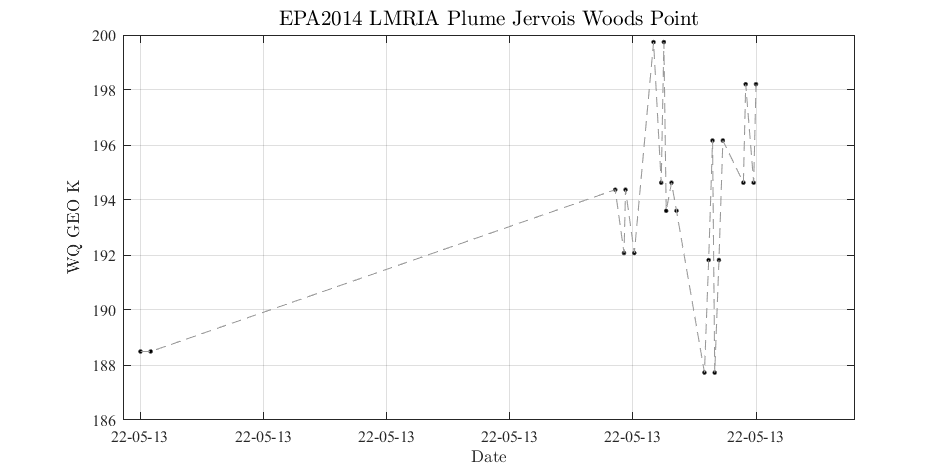 EPA2014 LMRIA Plume Jervois Woods Point
WQ GEO K
200
198
196
194
192
190
188
186
22-05-13 22-05-13 22-05-13 22-05-13 22-05-13 22-05-13
Date